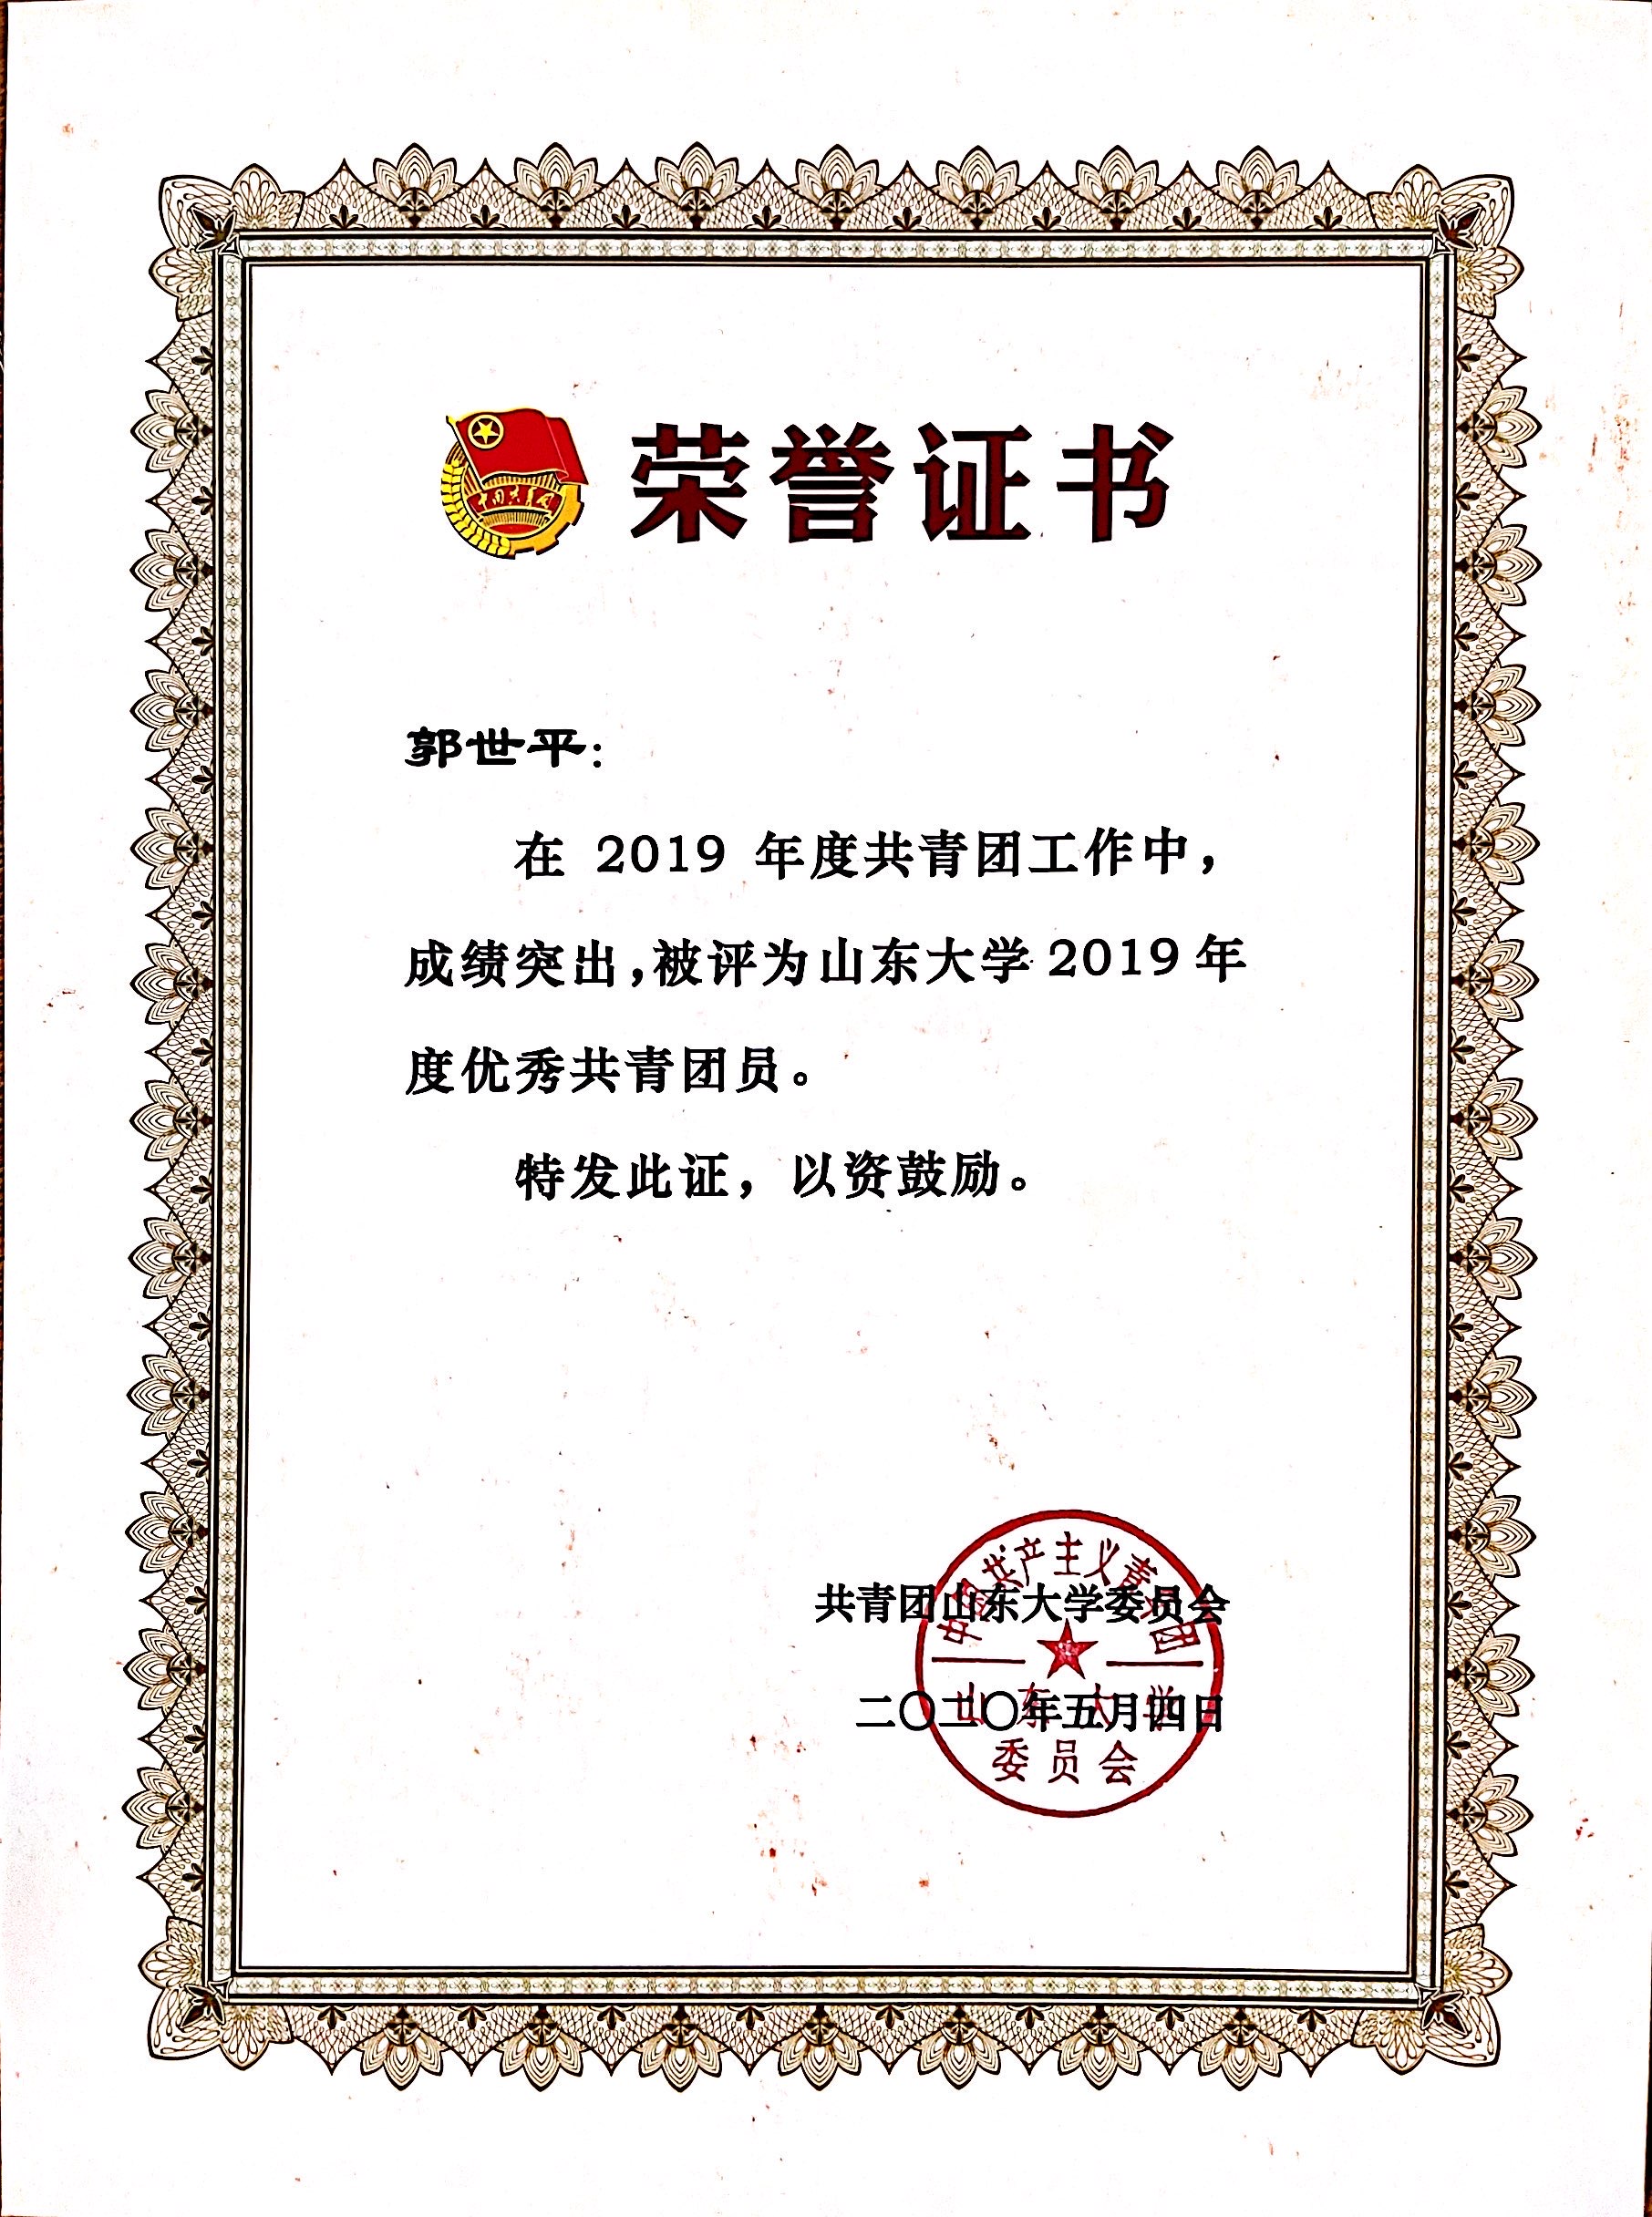 中国共青团
荣誉证书
郭世平：
在 2019 年度共青团工作中，
成绩突出，被评为山东大学 2019 年
度优秀共青团员。
特发此证，以资鼓励。
共青团山东大学委员会
二〇二〇年五月四日
中国共产主义青年团
山东大学
委员会